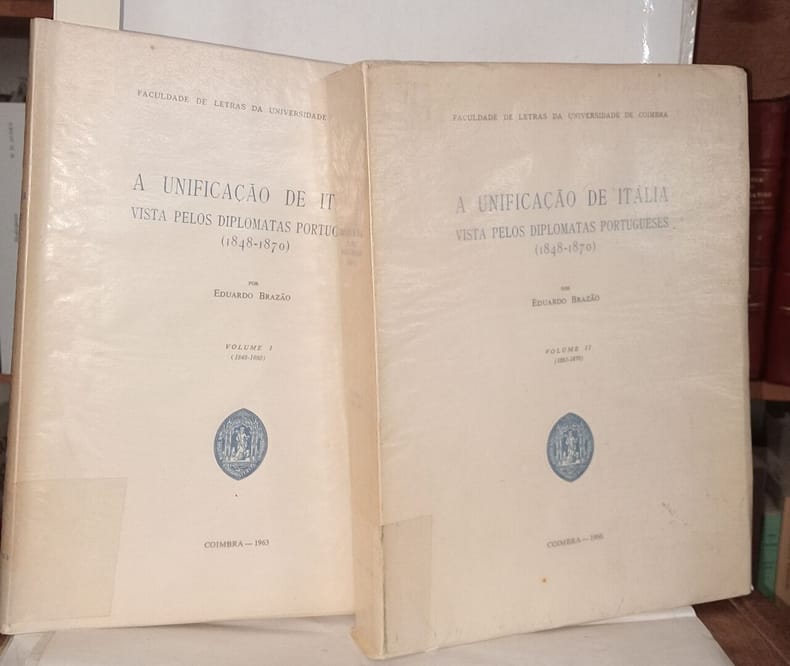 FACULDADE DE LETRAS DA UNIVERSIDADE
A UNIFICAÇÃO DE IT
VISTA PELOS DIPLOMATAS PORTUG
(1848-1870)
POR
EDUARDO BRAZÃO
VOLUME I
COIMBRA — 1963
FACULDADE DE LETRAS DA UNIVERSIDADE DE COIMBRA
A UNIFICAÇÃO DE ITÁLIA
VISTA PELOS DIPLOMATAS PORTUGUESES
(1848-1870)
POR
EDUARDO BRAZÃO
VOLUME II
COIMBRA — 1966